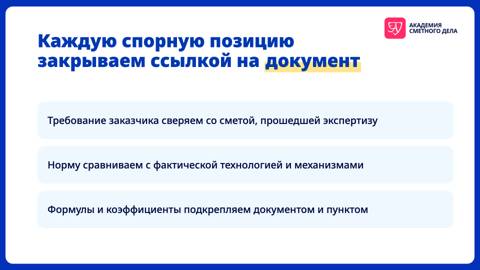 АКАДЕМИЯ
СМЕТНОГО ДЕЛА
Каждую спорную позицию
закрываем ссылкой на документ
Требование заказчика сверяем со сметой, прошедшей экспертизу
Норму сравниваем с фактической технологией и механизмами
Формулы и коэффициенты подкрепляем документом и пунктом